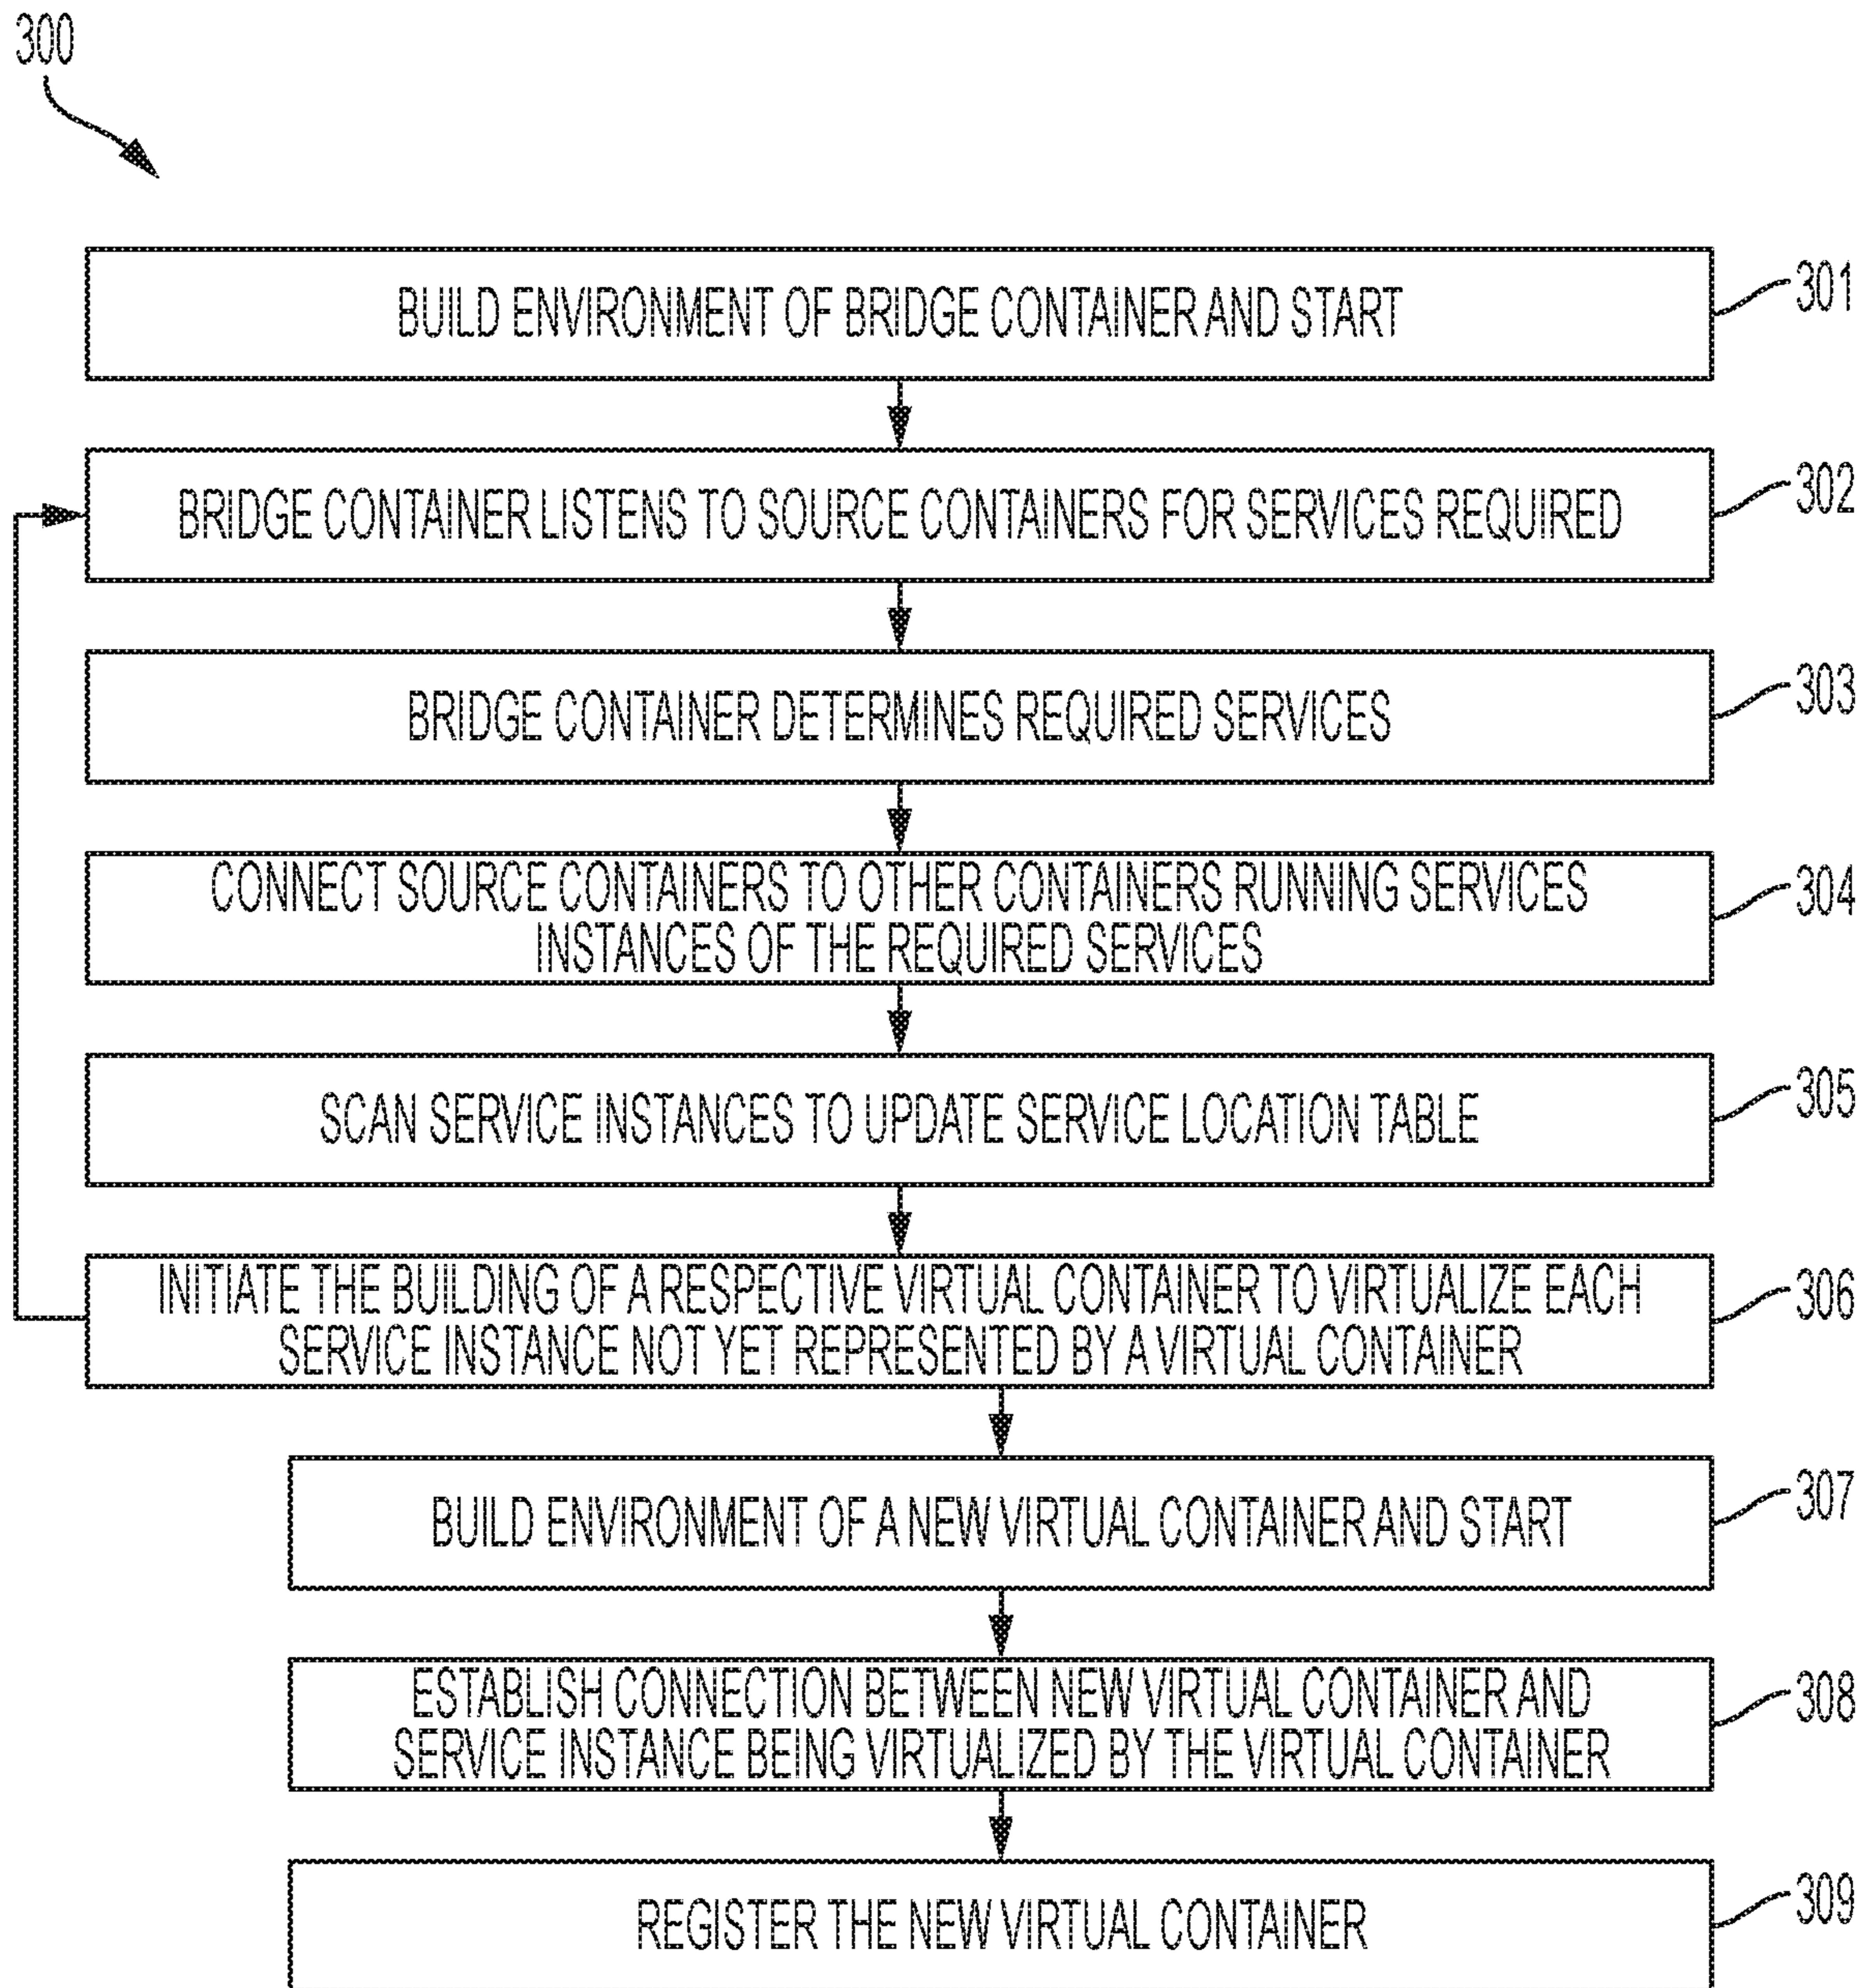 300
BUILD ENVIRONMENT OF BRIDGE CONTAINER AND START
301
BRIDGE CONTAINER LISTENS TO SOURCE CONTAINERS FOR SERVICES REQUIRED
302
BRIDGE CONTAINER DETERMINES REQUIRED SERVICES
303
CONNECT SOURCE CONTAINERS TO OTHER CONTAINERS RUNNING SERVICES
INSTANCES OF THE REQUIRED SERVICES
304
SCAN SERVICE INSTANCES TO UPDATE SERVICE LOCATION TABLE
305
INITIATE THE BUILDING OF A RESPECTIVE VIRTUAL CONTAINER TO VIRTUALIZE EACH
SERVICE INSTANCE NOT YET REPRESENTED BY A VIRTUAL CONTAINER
306
BUILD ENVIRONMENT OF A NEW VIRTUAL CONTAINER AND START
307
ESTABLISH CONNECTION BETWEEN NEW VIRTUAL CONTAINER AND
SERVICE INSTANCE BEING VIRTUALIZED BY THE VIRTUAL CONTAINER
308
REGISTER THE NEW VIRTUAL CONTAINER
309